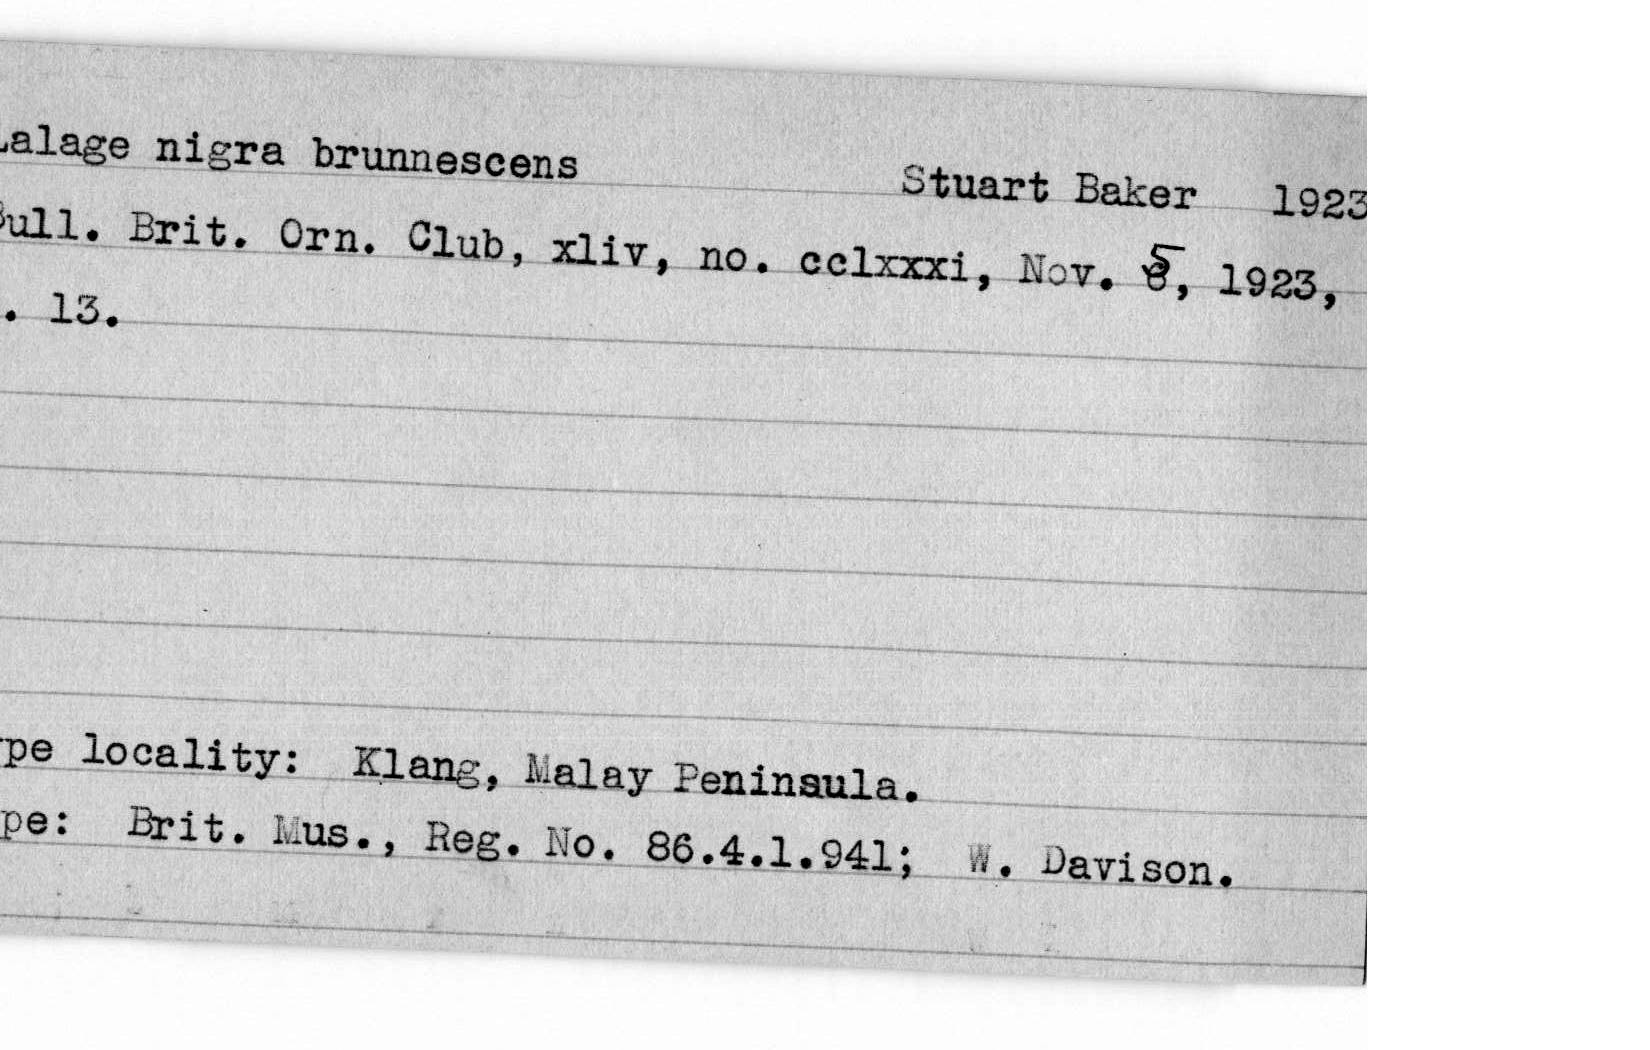 Lalage nigra brunnescens Stuart Baker 1923
Bull. Brit. Orn. Club, xliv, no. cclxxxi, Nov. 5, 1923,
. 13.
ype locality: Klang, Malay Peninsula.
pe: Brit. Mus., Reg. No. 86.4.1.941; W. Davison.